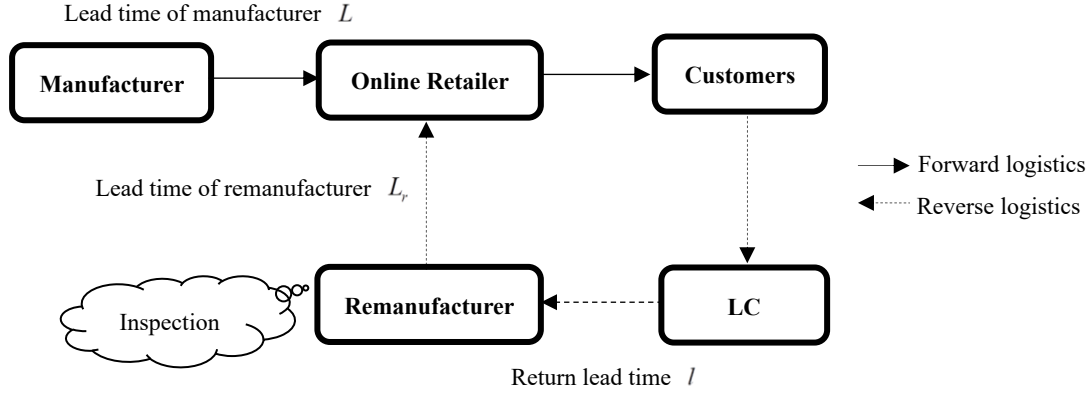 Lead time of manufacturer L
Manufacturer
Online Retailer
Customers
Forward logistics
Lead time of remanufacturer L_r
Reverse logistics
Inspection
Remanufacturer
LC
Return lead time l